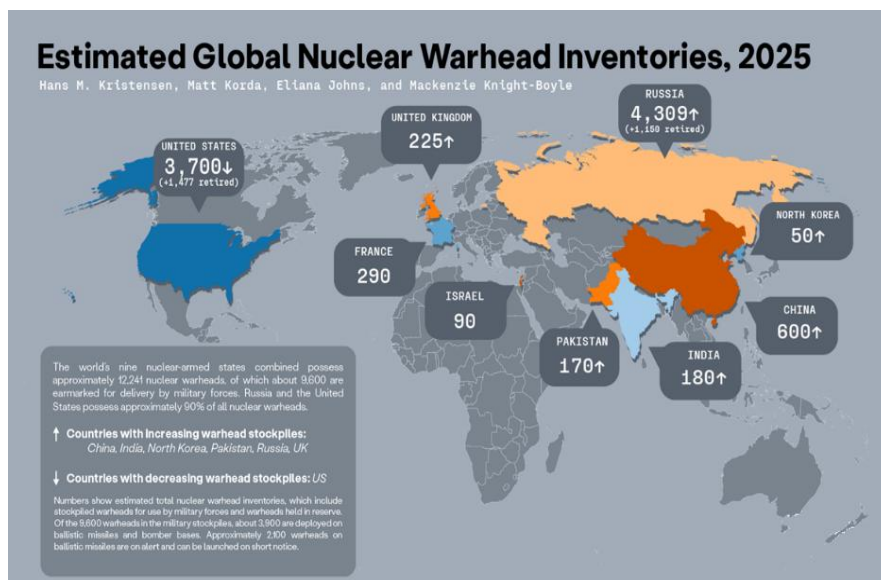 Estimated Global Nuclear Warhead Inventories, 2025
Hans M. Kristensen, Matt Korda, Eliana Johns, and Mackenzie Knight-Boyle
RUSSIA
4,309↑
(+1,150 retired)
UNITED KINGDOM
225↑
UNITED STATES
3,700↓
(+1,477 retired)
NORTH KOREA
50↑
FRANCE
290
ISRAEL
90
CHINA
600↑
PAKISTAN
170↑
INDIA
180↑
The world's nine nuclear-armed states combined possess
approximately 12,241 nuclear warheads, of which about 9,600 are
earmarked for delivery by military forces. Russia and the United
States possess approximately 90% of all nuclear warheads.
↑ Countries with increasing warhead stockpiles:
China, India, North Korea, Pakistan, Russia, UK
↓ Countries with decreasing warhead stockpiles: US
Numbers show estimated total nuclear warhead inventories, which include
stockpiled warheads for use by military forces and warheads held in reserve.
Of the 9,600 warheads in the military stockpiles, about 3,900 are deployed on
ballistic missiles and bomber bases. Approximately 2,100 warheads on
ballistic missiles are on alert and can be launched on short notice.